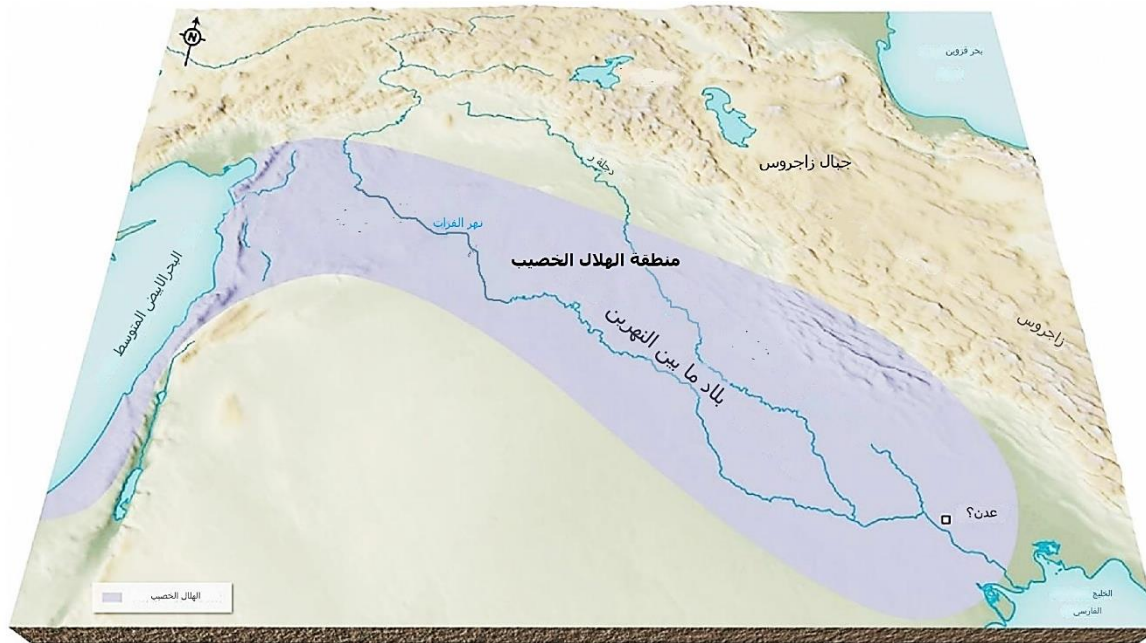 N
بحر قزوين
جبال زاجروس
دجلة ر
نهر الفرات
منطقة الهلال الخصيب
البحر الابيض المتوسط
زاجروس
بلاد ما بين النهرين
عدن؟
الهلال الخصيب
الخليج
الفارسى